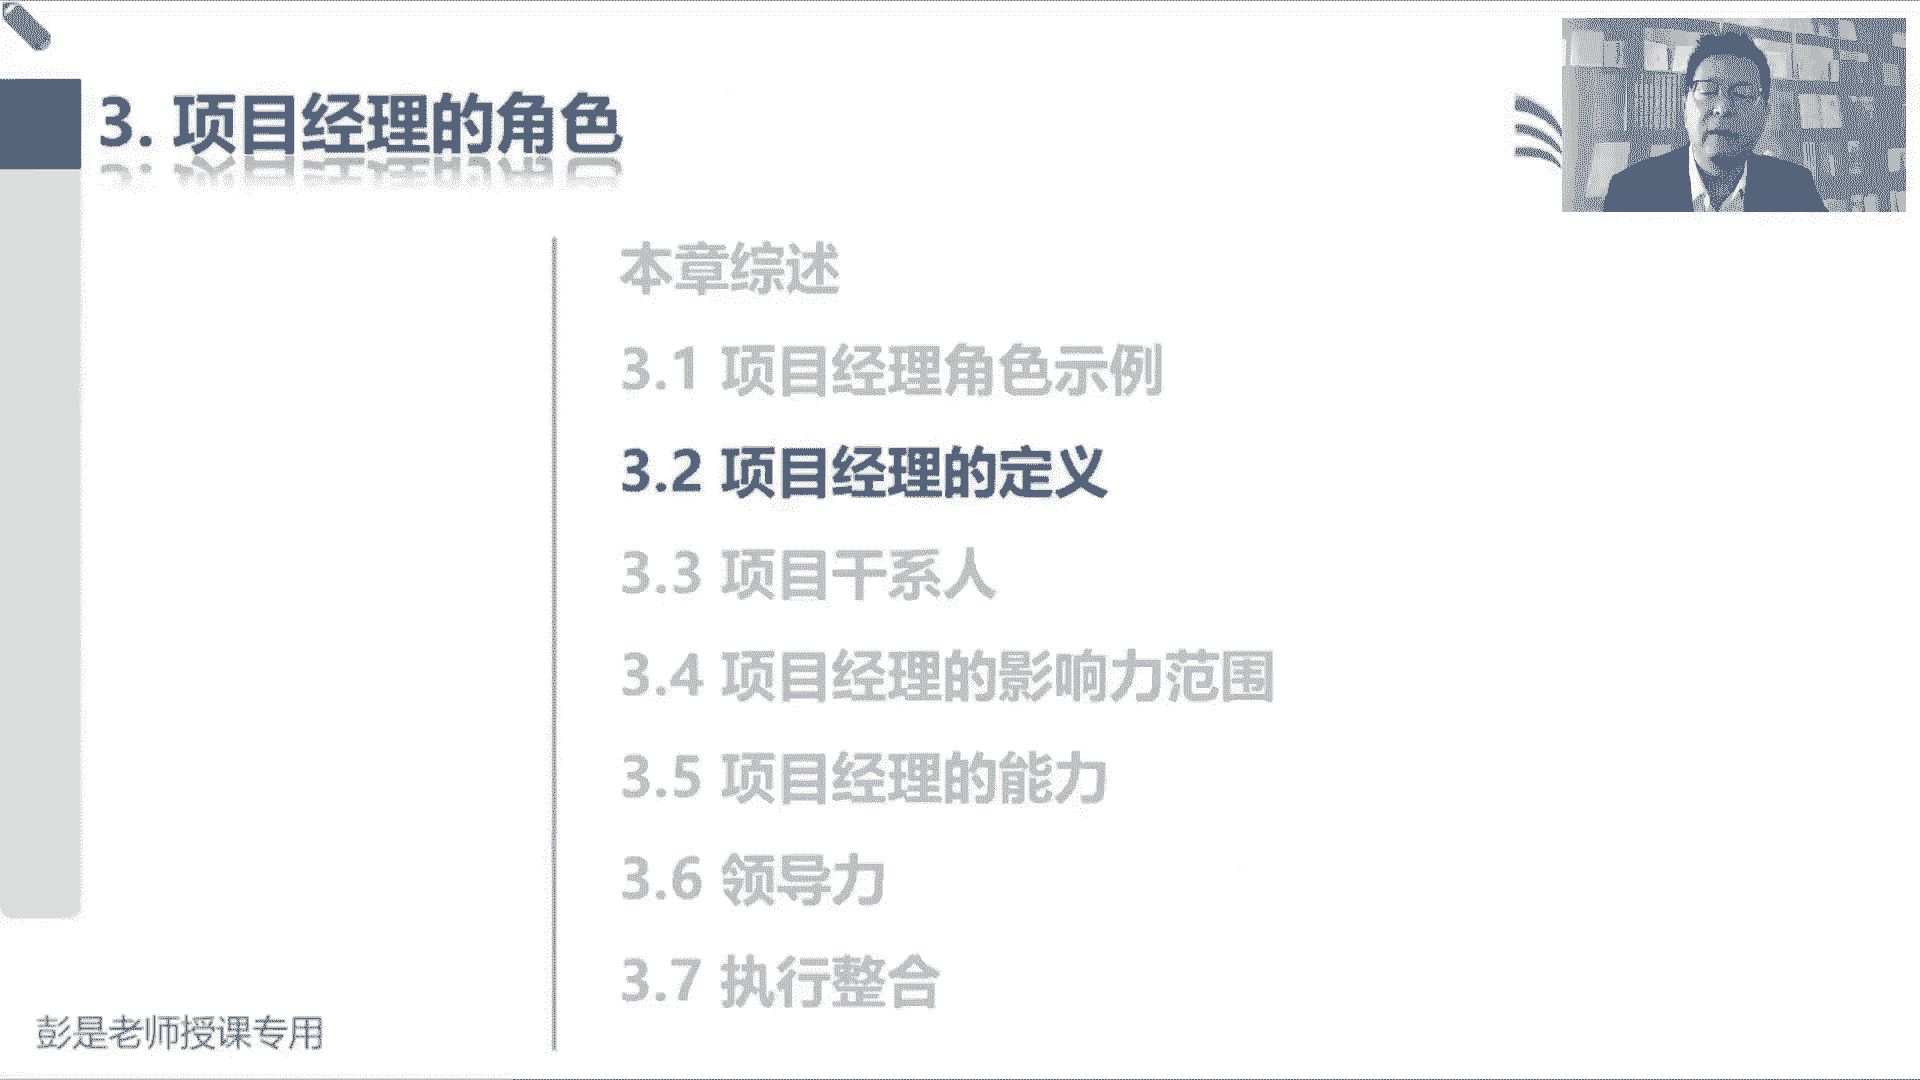 3. 项目经理的角色
本章综述
3.1 项目经理角色示例
3.2 项目经理的定义
3.3 项目干系人
3.4 项目经理的影响力范围
3.5 项目经理的能力
3.6 领导力
3.7 执行整合
彭是老师授课专用